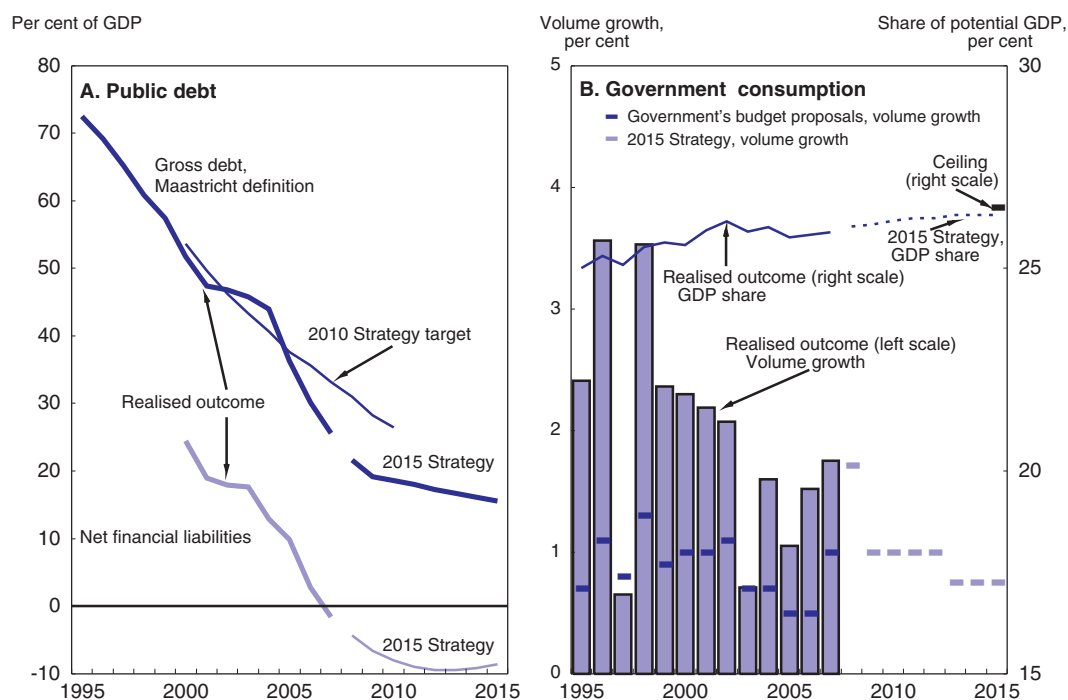 Per cent of GDP
80
70
60
50
40
30
20
10
0
-10
A. Public debt
Gross debt,
Maastricht definition
2010 Strategy target
Realised outcome
2015 Strategy
Net financial liabilities
2015 Strategy
1995 2000 2005 2010 2015
Volume growth,
per cent
Share of potential GDP,
per cent
5
4
3
2
1
0
30
25
20
15
B. Government consumption
Government's budget proposals, volume growth
2015 Strategy, volume growth
Ceiling
(right scale)
2015 Strategy,
GDP share
Realised outcome (right scale)
GDP share
Realised outcome (left scale)
Volume growth
1995 2000 2005 2010 2015